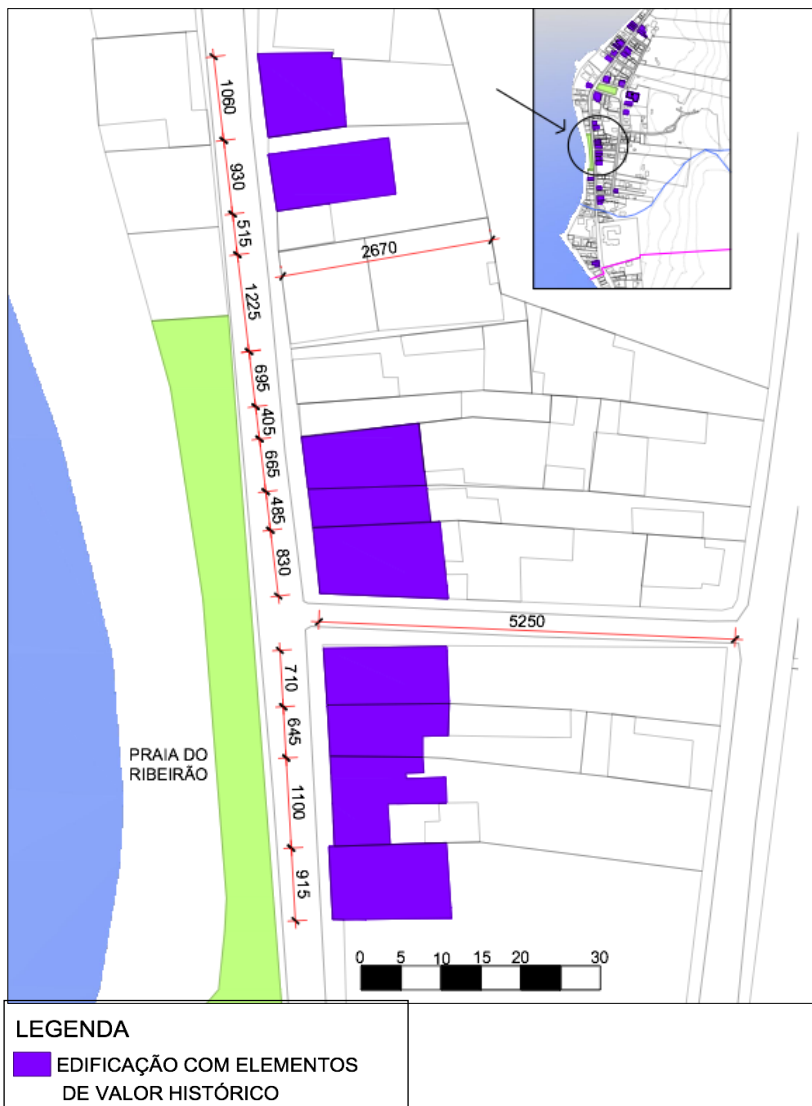 1060
930
515
2670
1225
695
405
665
485
830
5250
710
645
PRAIA DO
RIBEIRÃO
1100
915
0 5 10 15 20 30
LEGENDA
EDIFICAÇÃO COM ELEMENTOS
DE VALOR HISTÓRICO